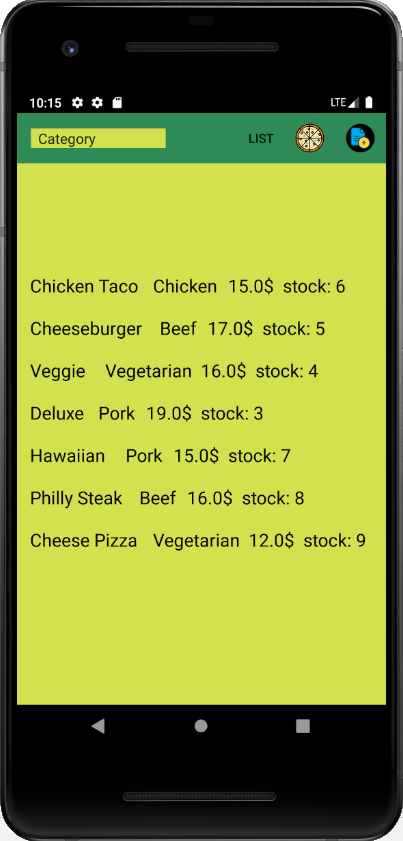 10:15 LTE
Category LIST
Chicken Taco Chicken 15.0$ stock: 6
Cheeseburger Beef 17.0$ stock: 5
Veggie Vegetarian 16.0$ stock: 4
Deluxe Pork 19.0$ stock: 3
Hawaiian Pork 15.0$ stock: 7
Philly Steak Beef 16.0$ stock: 8
Cheese Pizza Vegetarian 12.0$ stock: 9